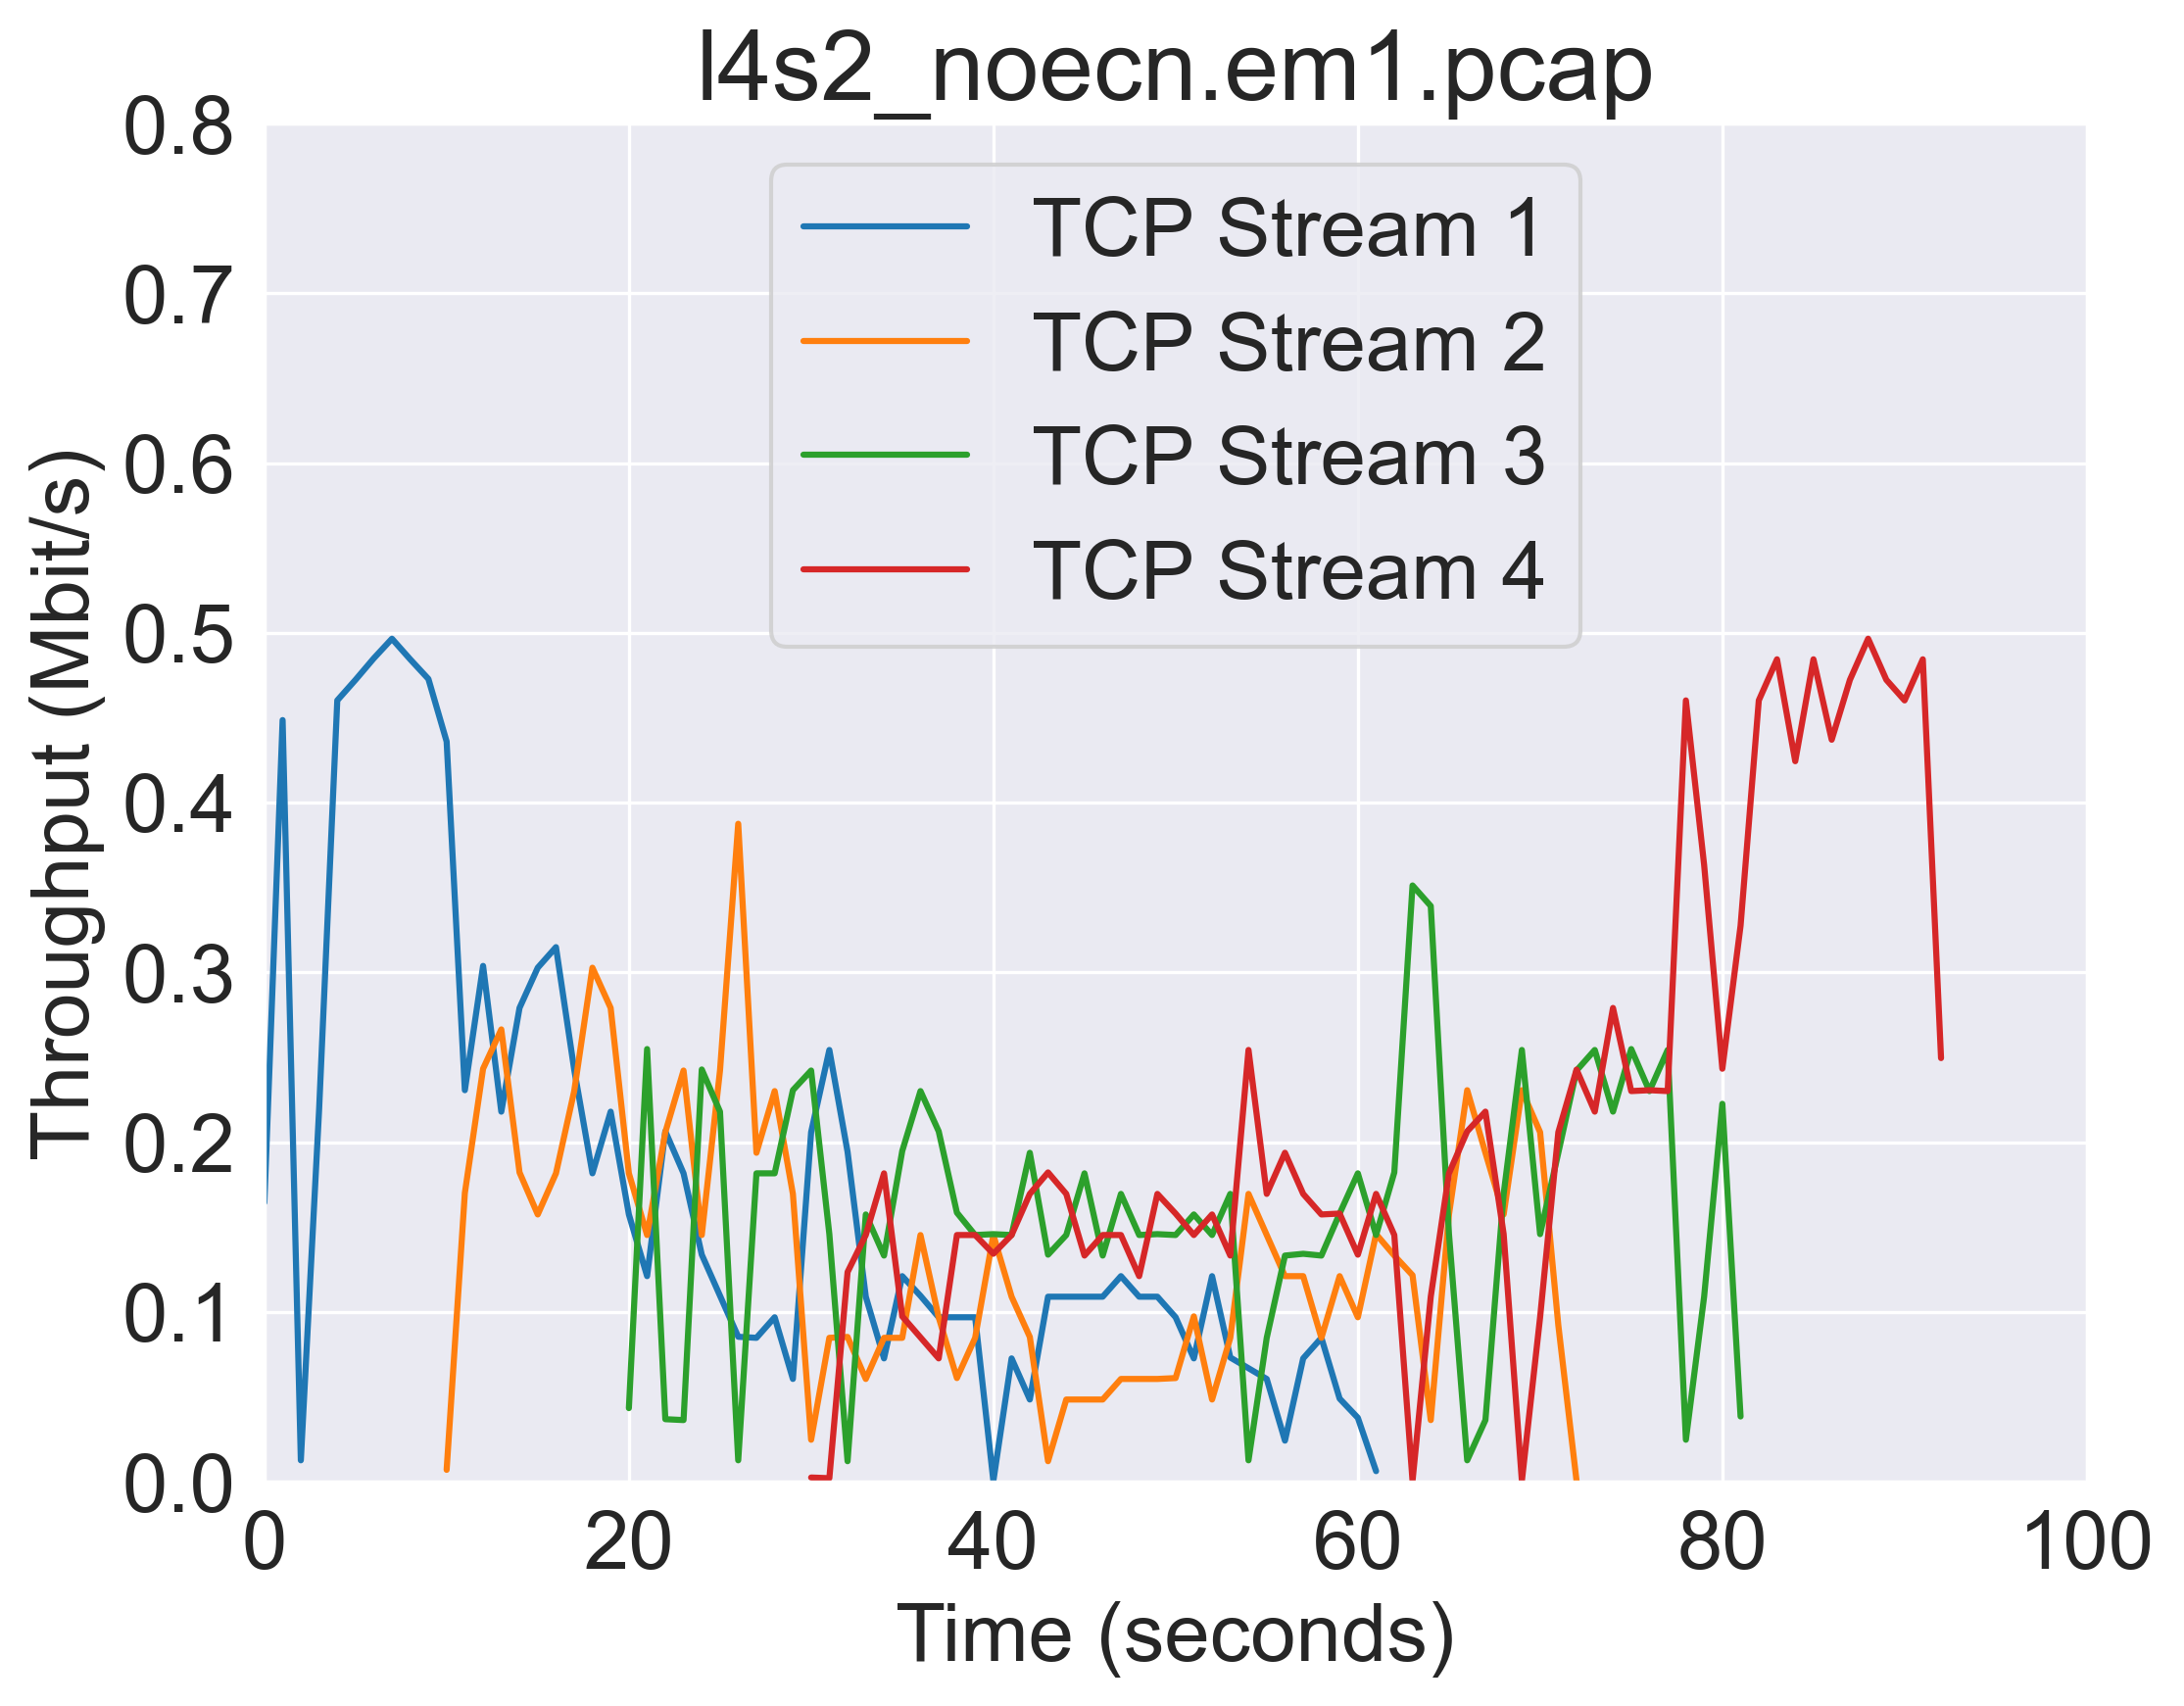 l4s2_noecn.em1.pcap
Throughput (Mbit/s)
0.8
0.7
0.6
0.5
0.4
0.3
0.2
0.1
0.0
TCP Stream 1
TCP Stream 2
TCP Stream 3
TCP Stream 4
0 20 40 60 80 100
Time (seconds)